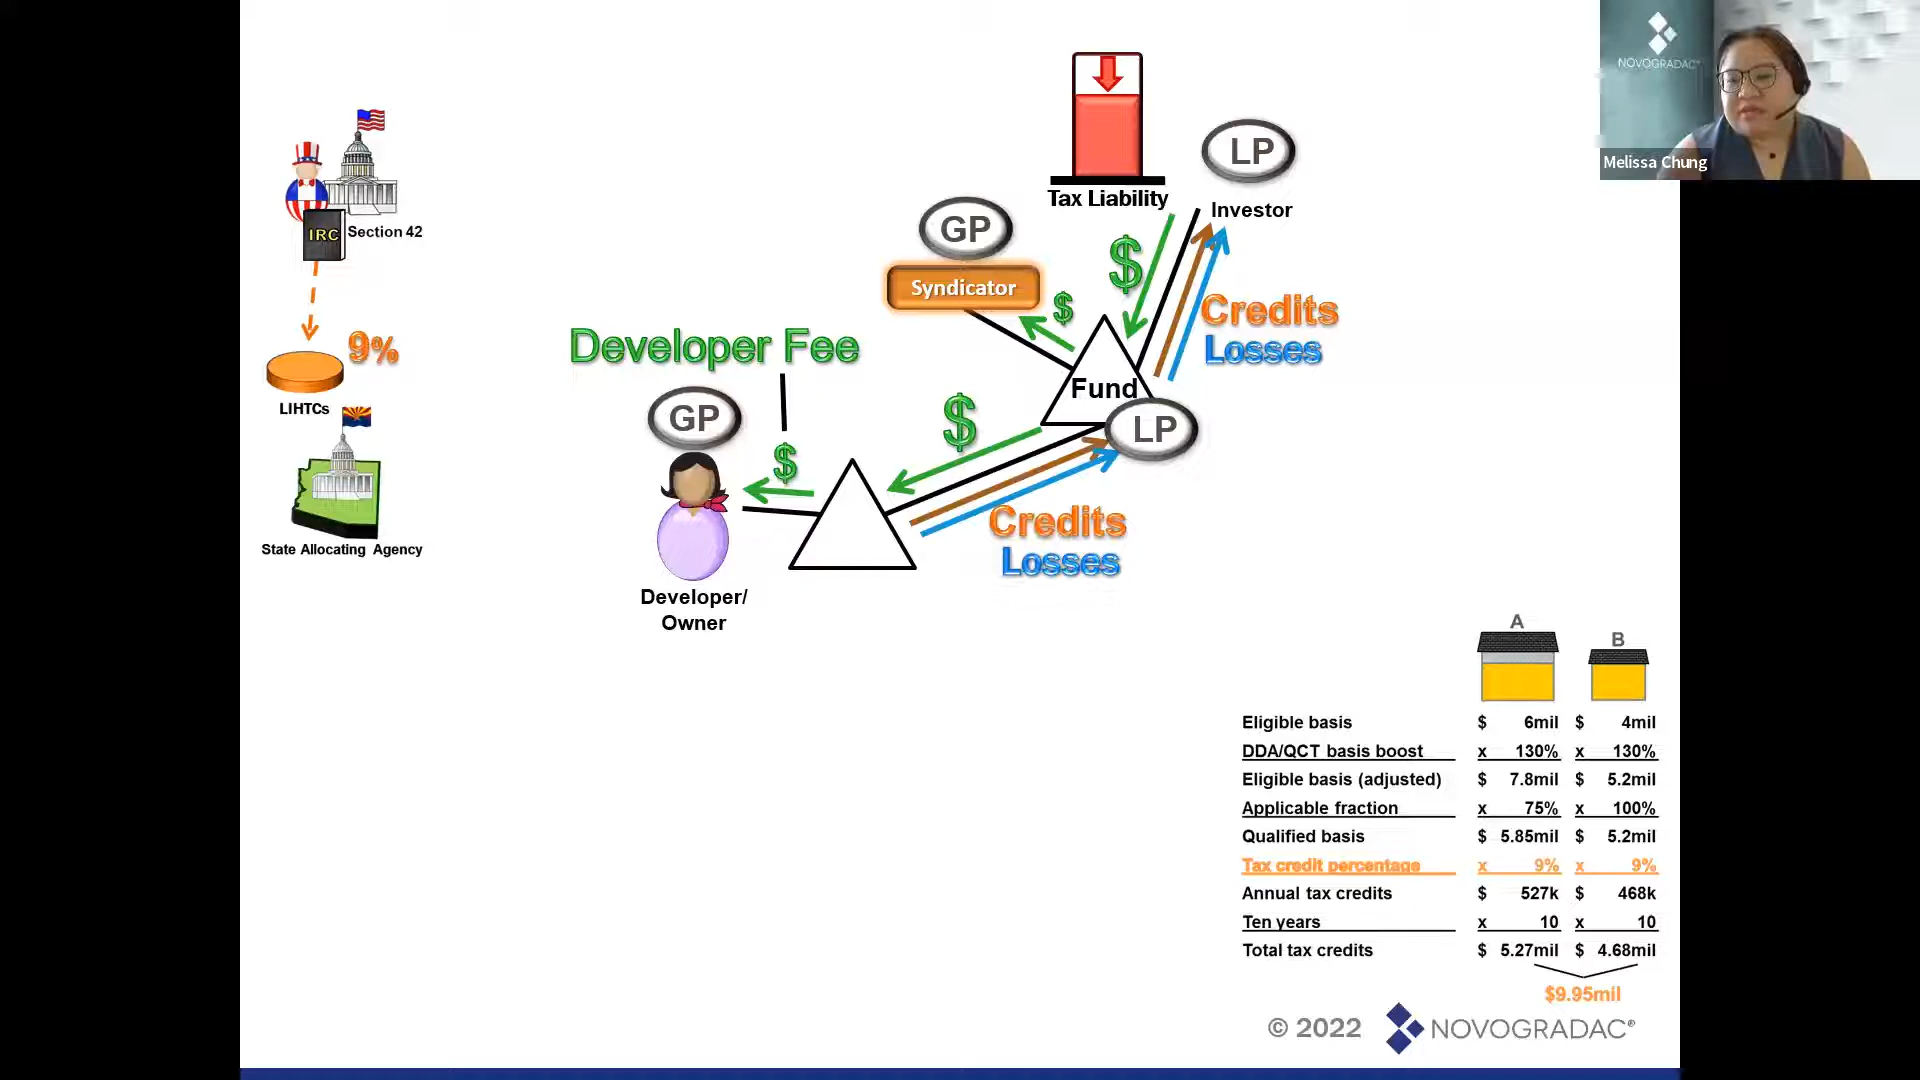 NOVOGRADAC®
Melissa Chung
IRC
Section 42
9%
LIHTCs
State Allocating Agency
Tax Liability
LP
Investor
GP
Syndicator
$
$
Credits
Losses
Fund
LP
Developer Fee
GP
$
$
Credits
Losses
Developer/
Owner
A
B
Eligible basis $ 6mil $ 4mil
DDA/QCT basis boost x 130% x 130%
Eligible basis (adjusted) $ 7.8mil $ 5.2mil
Applicable fraction x 75% x 100%
Qualified basis $ 5.85mil $ 5.2mil
Tax credit percentage x 9% x 9%
Annual tax credits $ 527k $ 468k
Ten years x 10 x 10
Total tax credits $ 5.27mil $ 4.68mil
$9.95mil
© 2022 NOVOGRADAC®